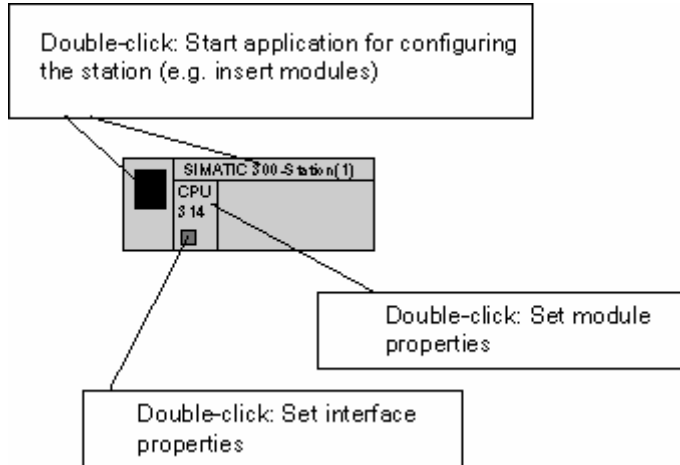 Double-click: Start application for configuring
the station (e.g. insert modules)
SIMATIC 300-Station(1)
CPU
314
Double-click: Set module
properties
Double-click: Set interface
properties